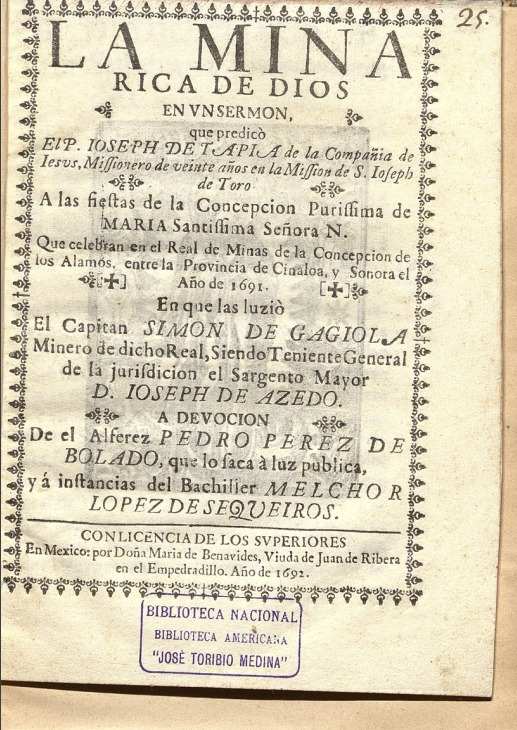 25.
LA MINA
RICA DE DIOS
EN VN SERMON,
que predicò
El P. IOSEPH DE TAPIA de la Compañia de
Iesvs, Missionero de veinte años en la Mission de S. Ioseph
de Toro
A las fiestas de la Concepcion Purissima de
MARIA Santissima Señora N.
Que celebran en el Real de Minas de la Concepcion de
los Alamos, entre la Provincia de Cinaloa, y Sonora el
Año de 1691.
En que las luziò
El Capitan SIMON DE GAGIOLA
Minero de dicho Real, Siendo Teniente General
de la jurisdicion el Sargento Mayor
D. IOSEPH DE AZEDO.
A DEVOCION
De el Alferez PEDRO PEREZ DE
BOLADO, que lo saca à luz publica,
y á instancias del Bachiller MELCHOR
LOPEZ DE SEQUEIROS.
CON LICENCIA DE LOS SVPERIORES
En Mexico: por Doña Maria de Benavides, Viuda de Juan de Ribera
en el Empedradillo. Año de 1692.
BIBLIOTECA NACIONAL
BIBLIOTECA AMERICANA
"JOSÈ TORIBIO MEDINA"